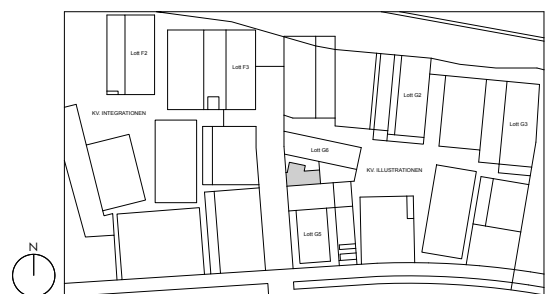 Lott F2
Lott F3
Lott G2
KV. INTEGRATIONEN
Lott G3
Lott G6
KV. ILLUSTRATIONEN
Lott G5
N